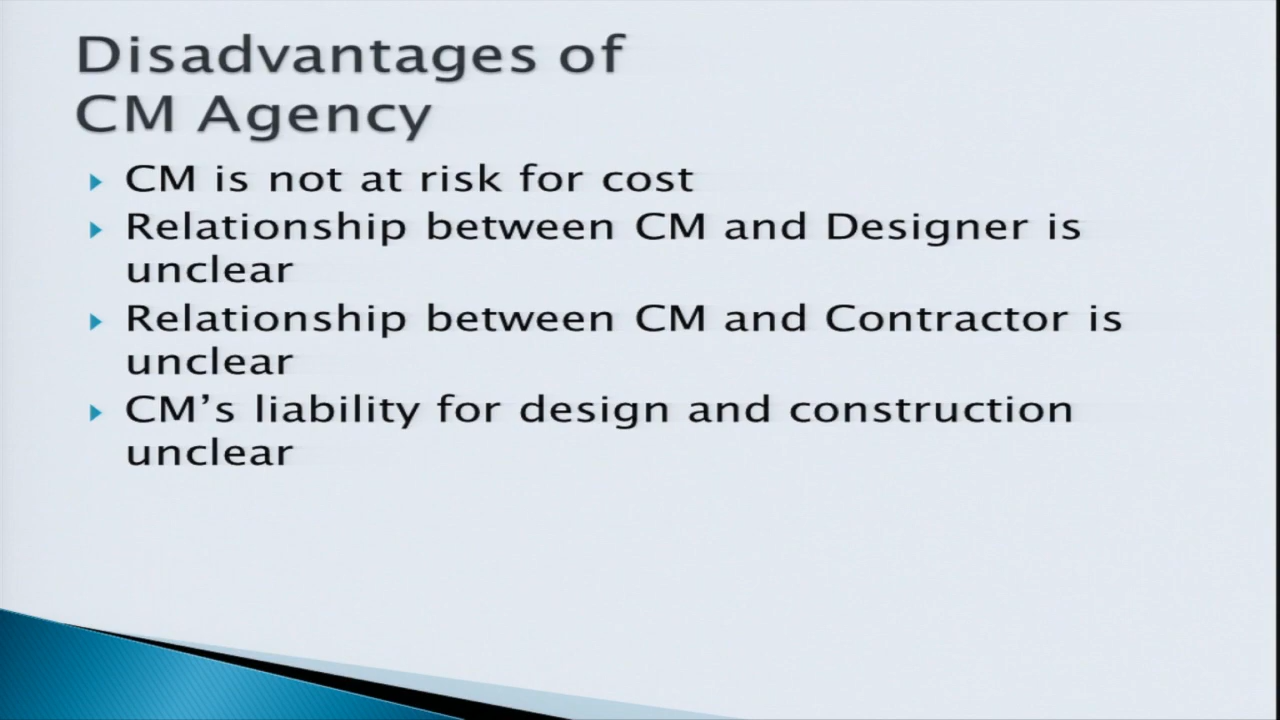 Disadvantages of
CM Agency
CM is not at risk for cost
Relationship between CM and Designer is
unclear
Relationship between CM and Contractor is
unclear
CM’s liability for design and construction
unclear